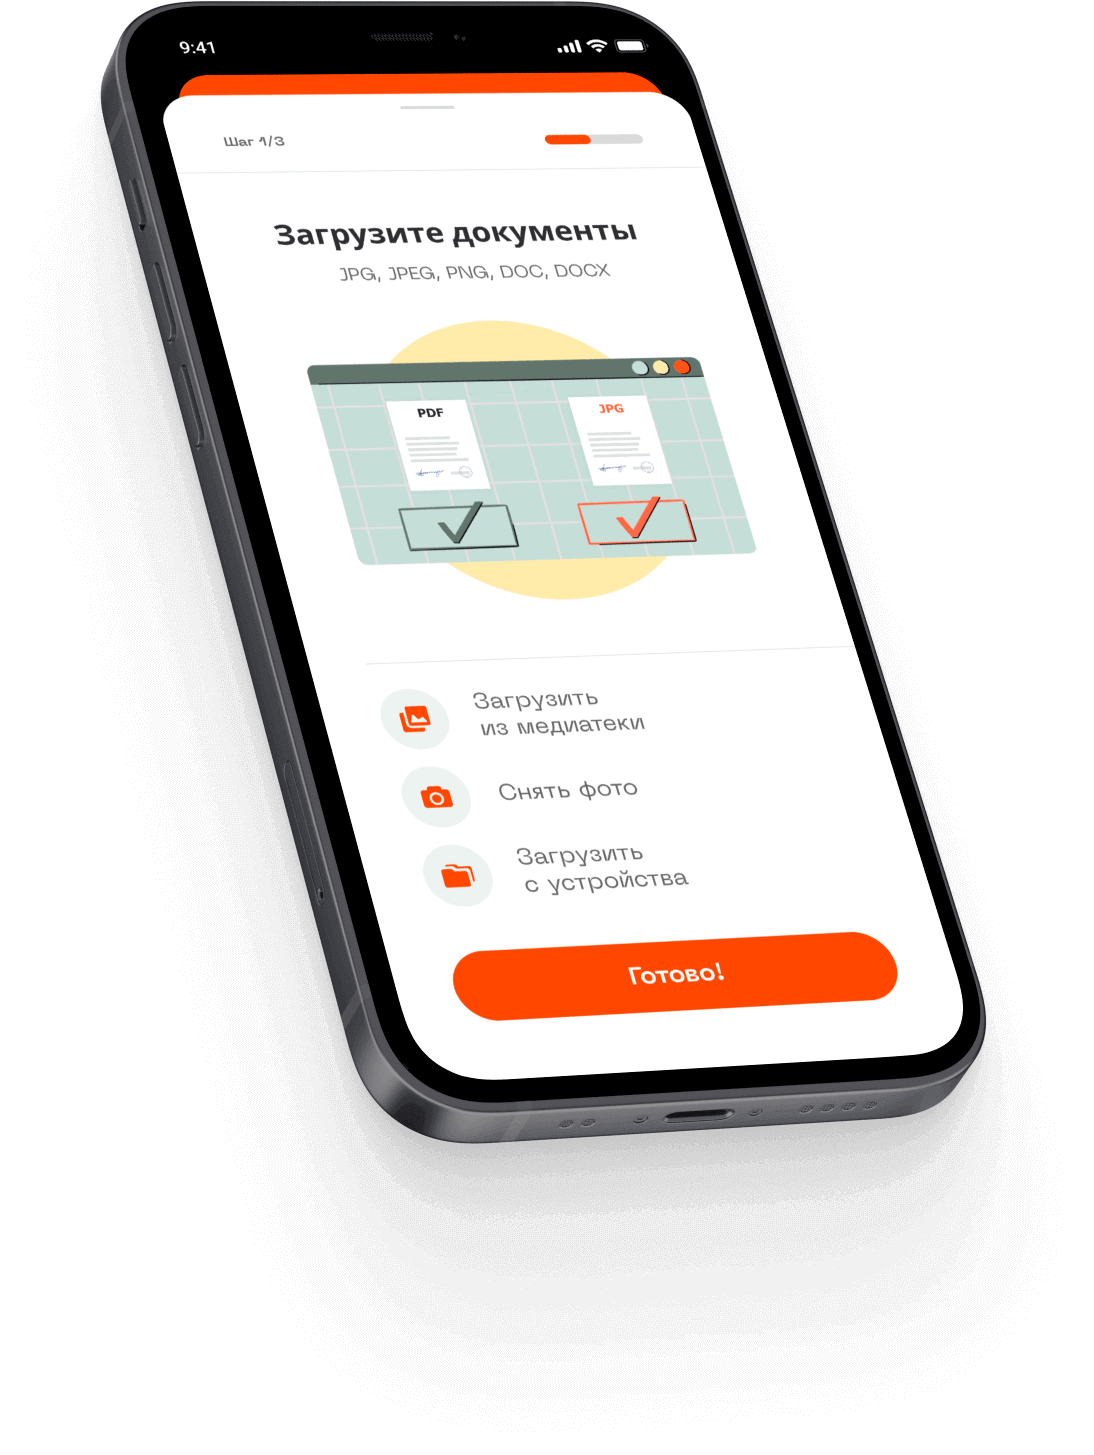 9:41
Шаг 1/3
Загрузите документы
JPG, JPEG, PNG, DOC, DOCX
PDF
JPG
Загрузить
из медиатеки
Снять фото
Загрузить
с устройства
Готово!